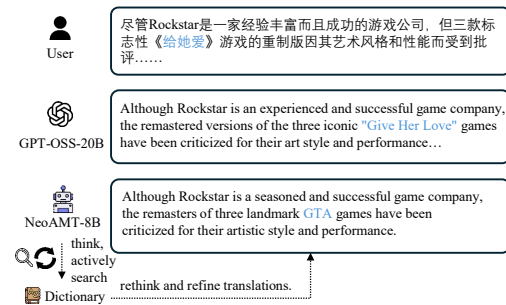 尽管Rockstar是一家经验丰富而且成功的游戏公司，但三款标
志性《给她爱》游戏的重制版因其艺术风格和性能而受到批
评……
User
Although Rockstar is an experienced and successful game company,
the remastered versions of the three iconic "Give Her Love" games
have been criticized for their art style and performance…
GPT-OSS-20B
Although Rockstar is a seasoned and successful game company,
the remasters of three landmark GTA games have been
criticized for their artistic style and performance.
NeoAMT-8B
think,
actively
search
Dictionary
rethink and refine translations.